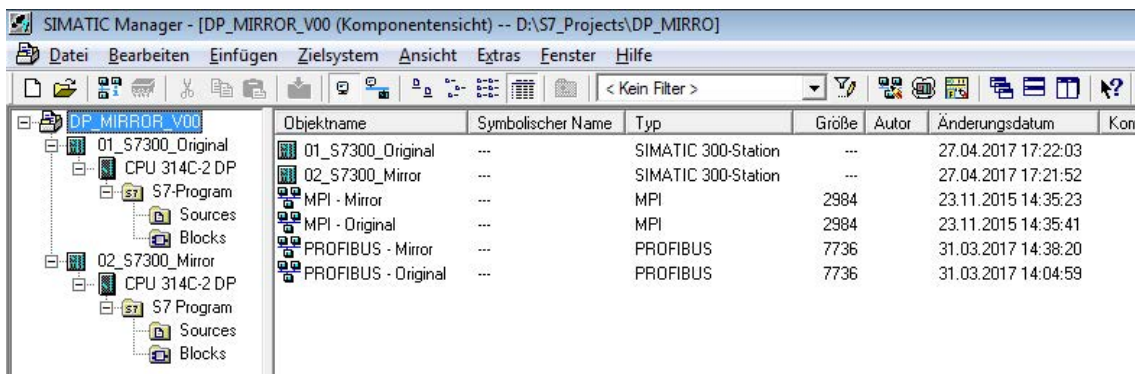 SIMATIC Manager - [DP_MIRROR_V00 (Komponentensicht) -- D:\S7_Projects\DP_MIRRO]
Datei Bearbeiten Einfügen Zielsystem Ansicht Extras Fenster Hilfe
< Kein Filter >
DP_MIRROR_V00
01_S7300_Original
CPU 314C-2 DP
S7-Program
Sources
Blocks
02_S7300_Mirror
CPU 314C-2 DP
S7 Program
Sources
Blocks
Objektname Symbolischer Name Typ Größe Autor Änderungsdatum Kon
01_S7300_Original --- SIMATIC 300-Station --- 27.04.2017 17:22:03
02_S7300_Mirror --- SIMATIC 300-Station --- 27.04.2017 17:21:52
MPI - Mirror --- MPI 2984 23.11.2015 14:35:23
MPI - Original --- MPI 2984 23.11.2015 14:35:41
PROFIBUS - Mirror --- PROFIBUS 7736 31.03.2017 14:38:20
PROFIBUS - Original --- PROFIBUS 7736 31.03.2017 14:04:59